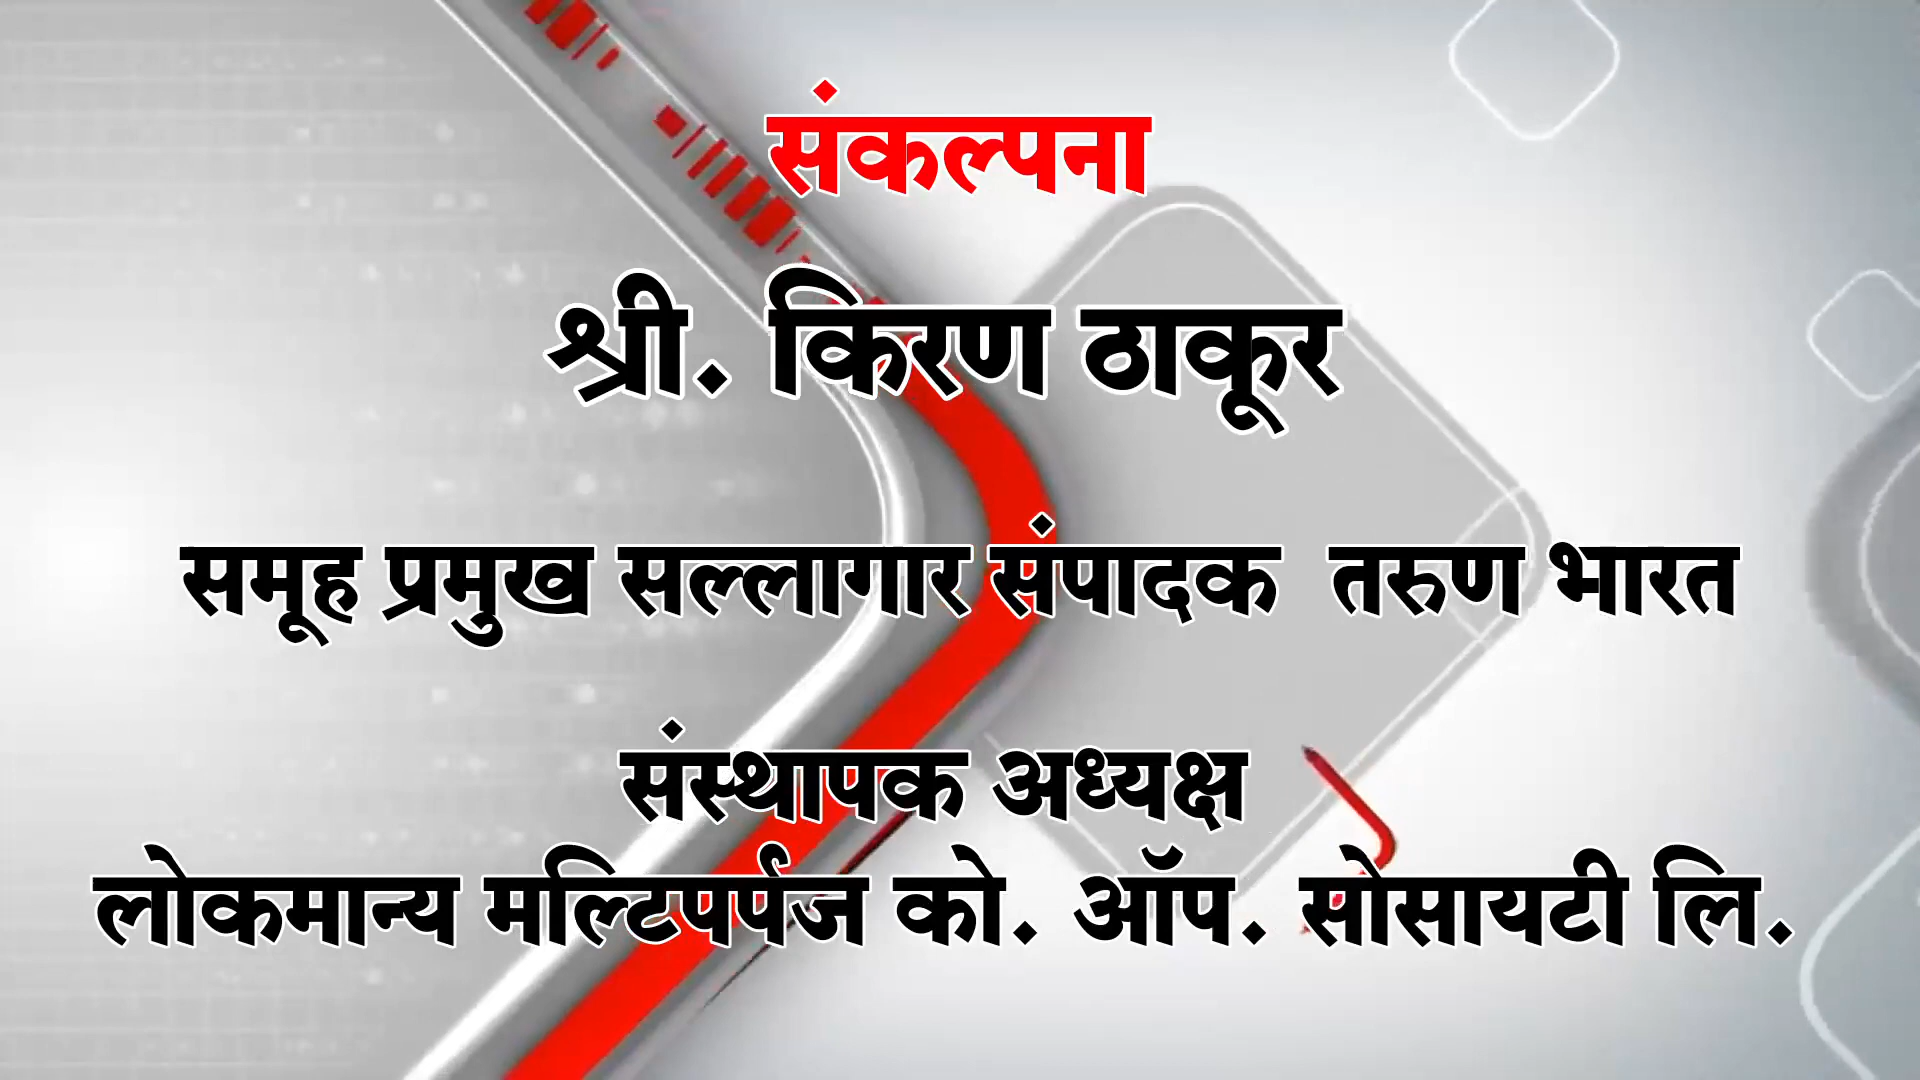 संकल्पना
श्री. किरण ठाकूर
समूह प्रमुख सल्लागार संपादक तरुण भारत
संस्थापक अध्यक्ष
लोकमान्य मल्टिपर्पज को. ऑप. सोसायटी लि.